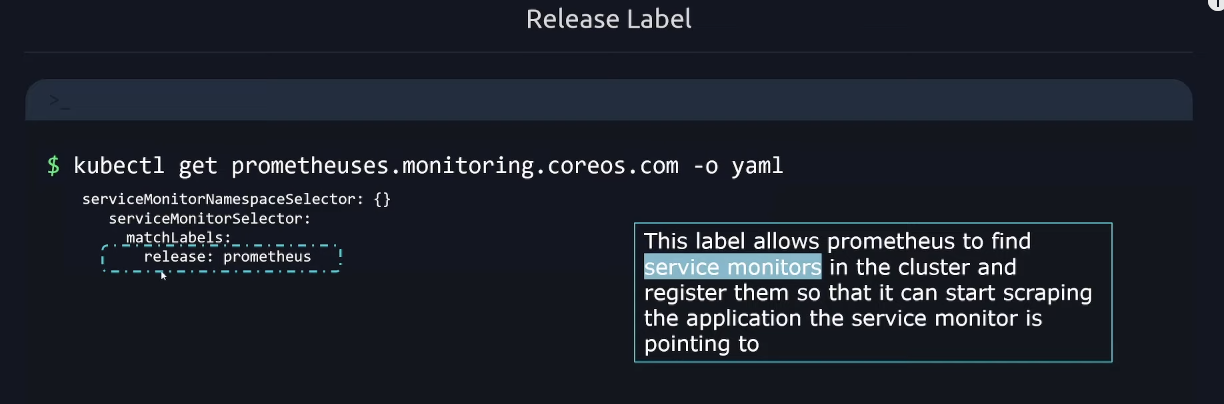 Release Label
>_
$ kubectl get prometheuses.monitoring.coreos.com -o yaml
serviceMonitorNamespaceSelector: {}
serviceMonitorSelector:
matchLabels:
release: prometheus
This label allows prometheus to find
service monitors in the cluster and
register them so that it can start scraping
the application the service monitor is
pointing to